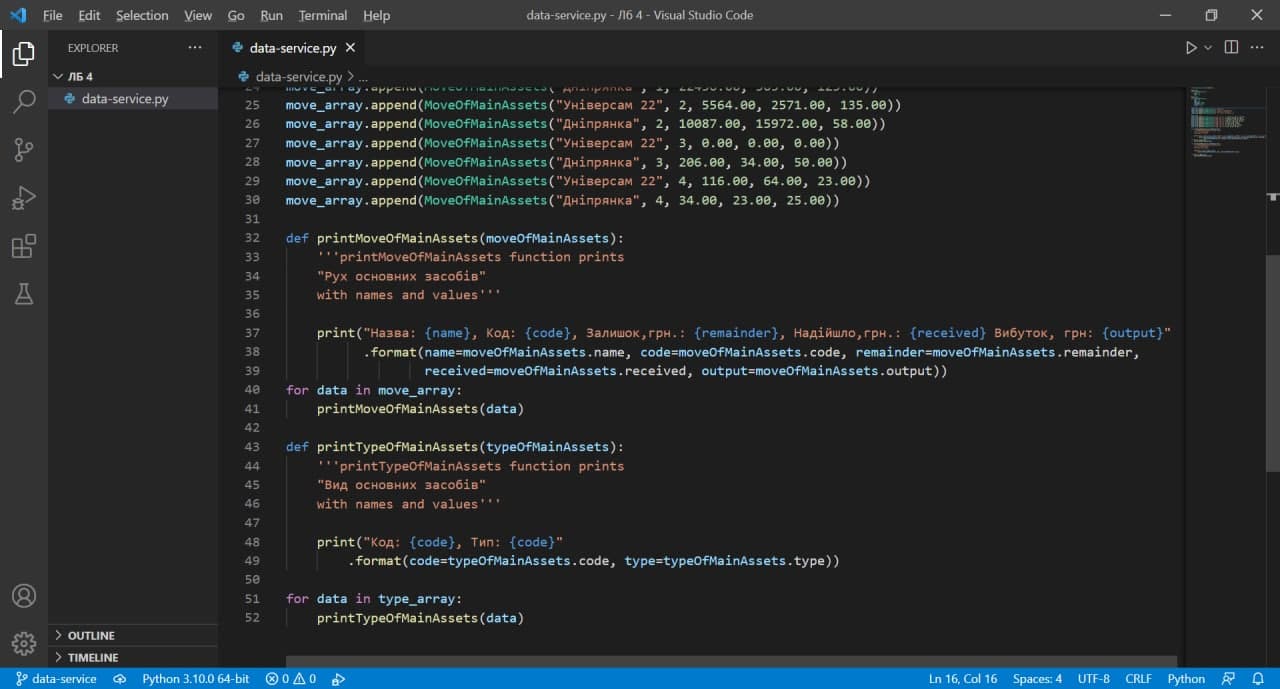 File Edit Selection View Go Run Terminal Help data-service.py - Лб 4 - Visual Studio Code
EXPLORER ···
data-service.py ×
ЛБ 4
data-service.py
data-service.py > ...
25 move_array.append(MoveOfMainAssets("Універсам 22", 2, 5564.00, 2571.00, 135.00))
26 move_array.append(MoveOfMainAssets("Дніпрянка", 2, 10087.00, 15972.00, 58.00))
27 move_array.append(MoveOfMainAssets("Універсам 22", 3, 0.00, 0.00, 0.00))
28 move_array.append(MoveOfMainAssets("Дніпрянка", 3, 206.00, 34.00, 50.00))
29 move_array.append(MoveOfMainAssets("Універсам 22", 4, 116.00, 64.00, 23.00))
30 move_array.append(MoveOfMainAssets("Дніпрянка", 4, 34.00, 23.00, 25.00))
31
32 def printMoveOfMainAssets(moveOfMainAssets):
33 '''printMoveOfMainAssets function prints
34 "Рух основних засобів"
35 with names and values'''
36
37 print("Назва: {name}, Код: {code}, Залишок,грн.: {remainder}, Надійшло,грн.: {received} Вибуток, грн: {output}"
38 .format(name=moveOfMainAssets.name, code=moveOfMainAssets.code, remainder=moveOfMainAssets.remainder,
39 received=moveOfMainAssets.received, output=moveOfMainAssets.output))
40 for data in move_array:
41 printMoveOfMainAssets(data)
42
43 def printTypeOfMainAssets(typeOfMainAssets):
44 '''printTypeOfMainAssets function prints
45 "Вид основних засобів"
46 with names and values'''
47
48 print("Код: {code}, Тип: {code}"
49 .format(code=typeOfMainAssets.code, type=typeOfMainAssets.type))
50
51 for data in type_array:
52 printTypeOfMainAssets(data)
OUTLINE
TIMELINE
data-service Python 3.10.0 64-bit 0 0 Ln 16, Col 16 Spaces: 4 UTF-8 CRLF Python